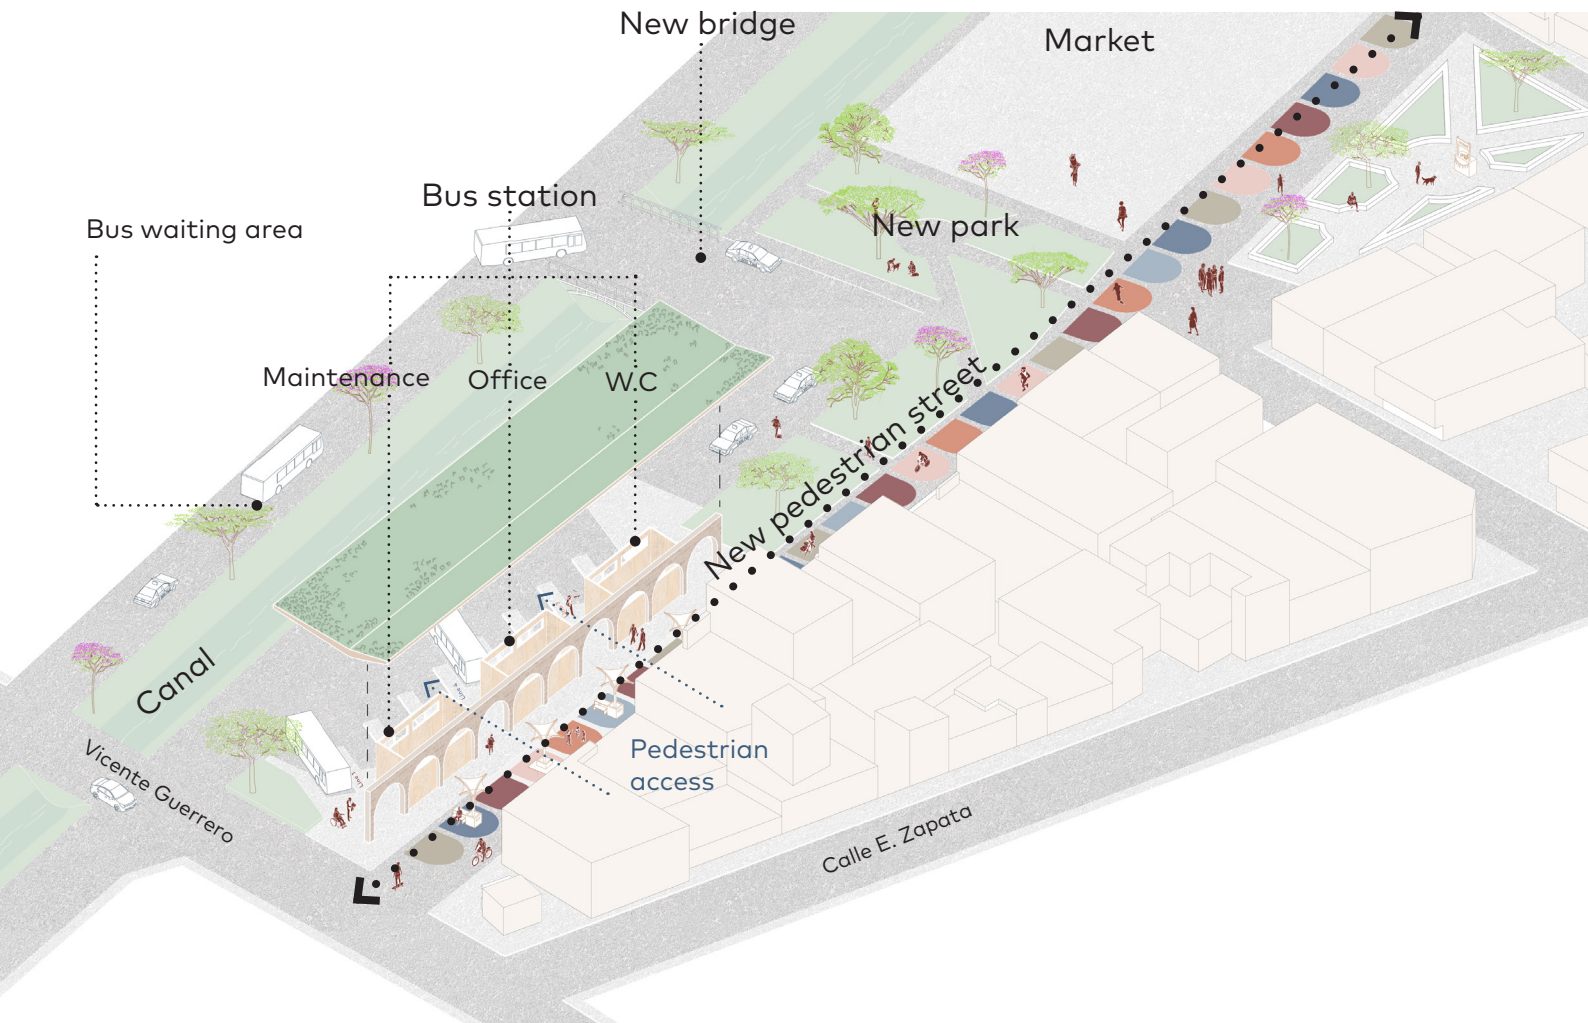 New bridge
Market
Bus station
Bus waiting area
New park
Maintenance
Office
W.C
New pedestrian street
Canal
Vicente Guerrero
Pedestrian
access
Calle E. Zapata